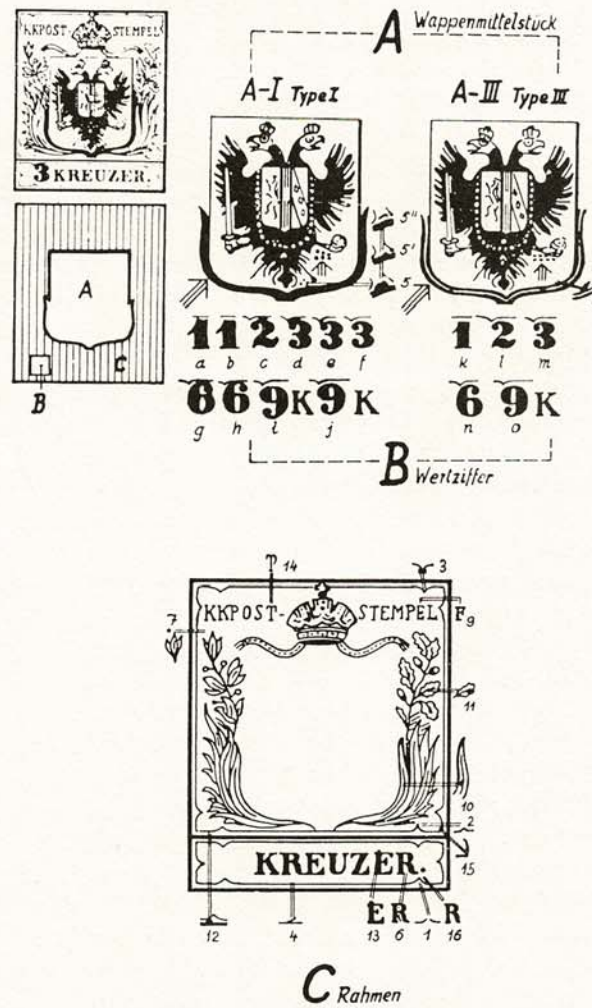 KKPOST- STEMPEL
3 KREUZER.
A
B
C
A Wappenmittelstück
A-I Type I
A-III Type III
5"
5'
5
1 1 2 3 3 3
a b c d e f
6 6 9 K 9 K
g h i j
1 2 3
k l m
6 9 K
n o
B Wertziffer
14
3
7
KKPOST- STEMPEL
F 9
11
10
2
15
KREUZER.
E R R
12 4 13 6 1 16
C Rahmen